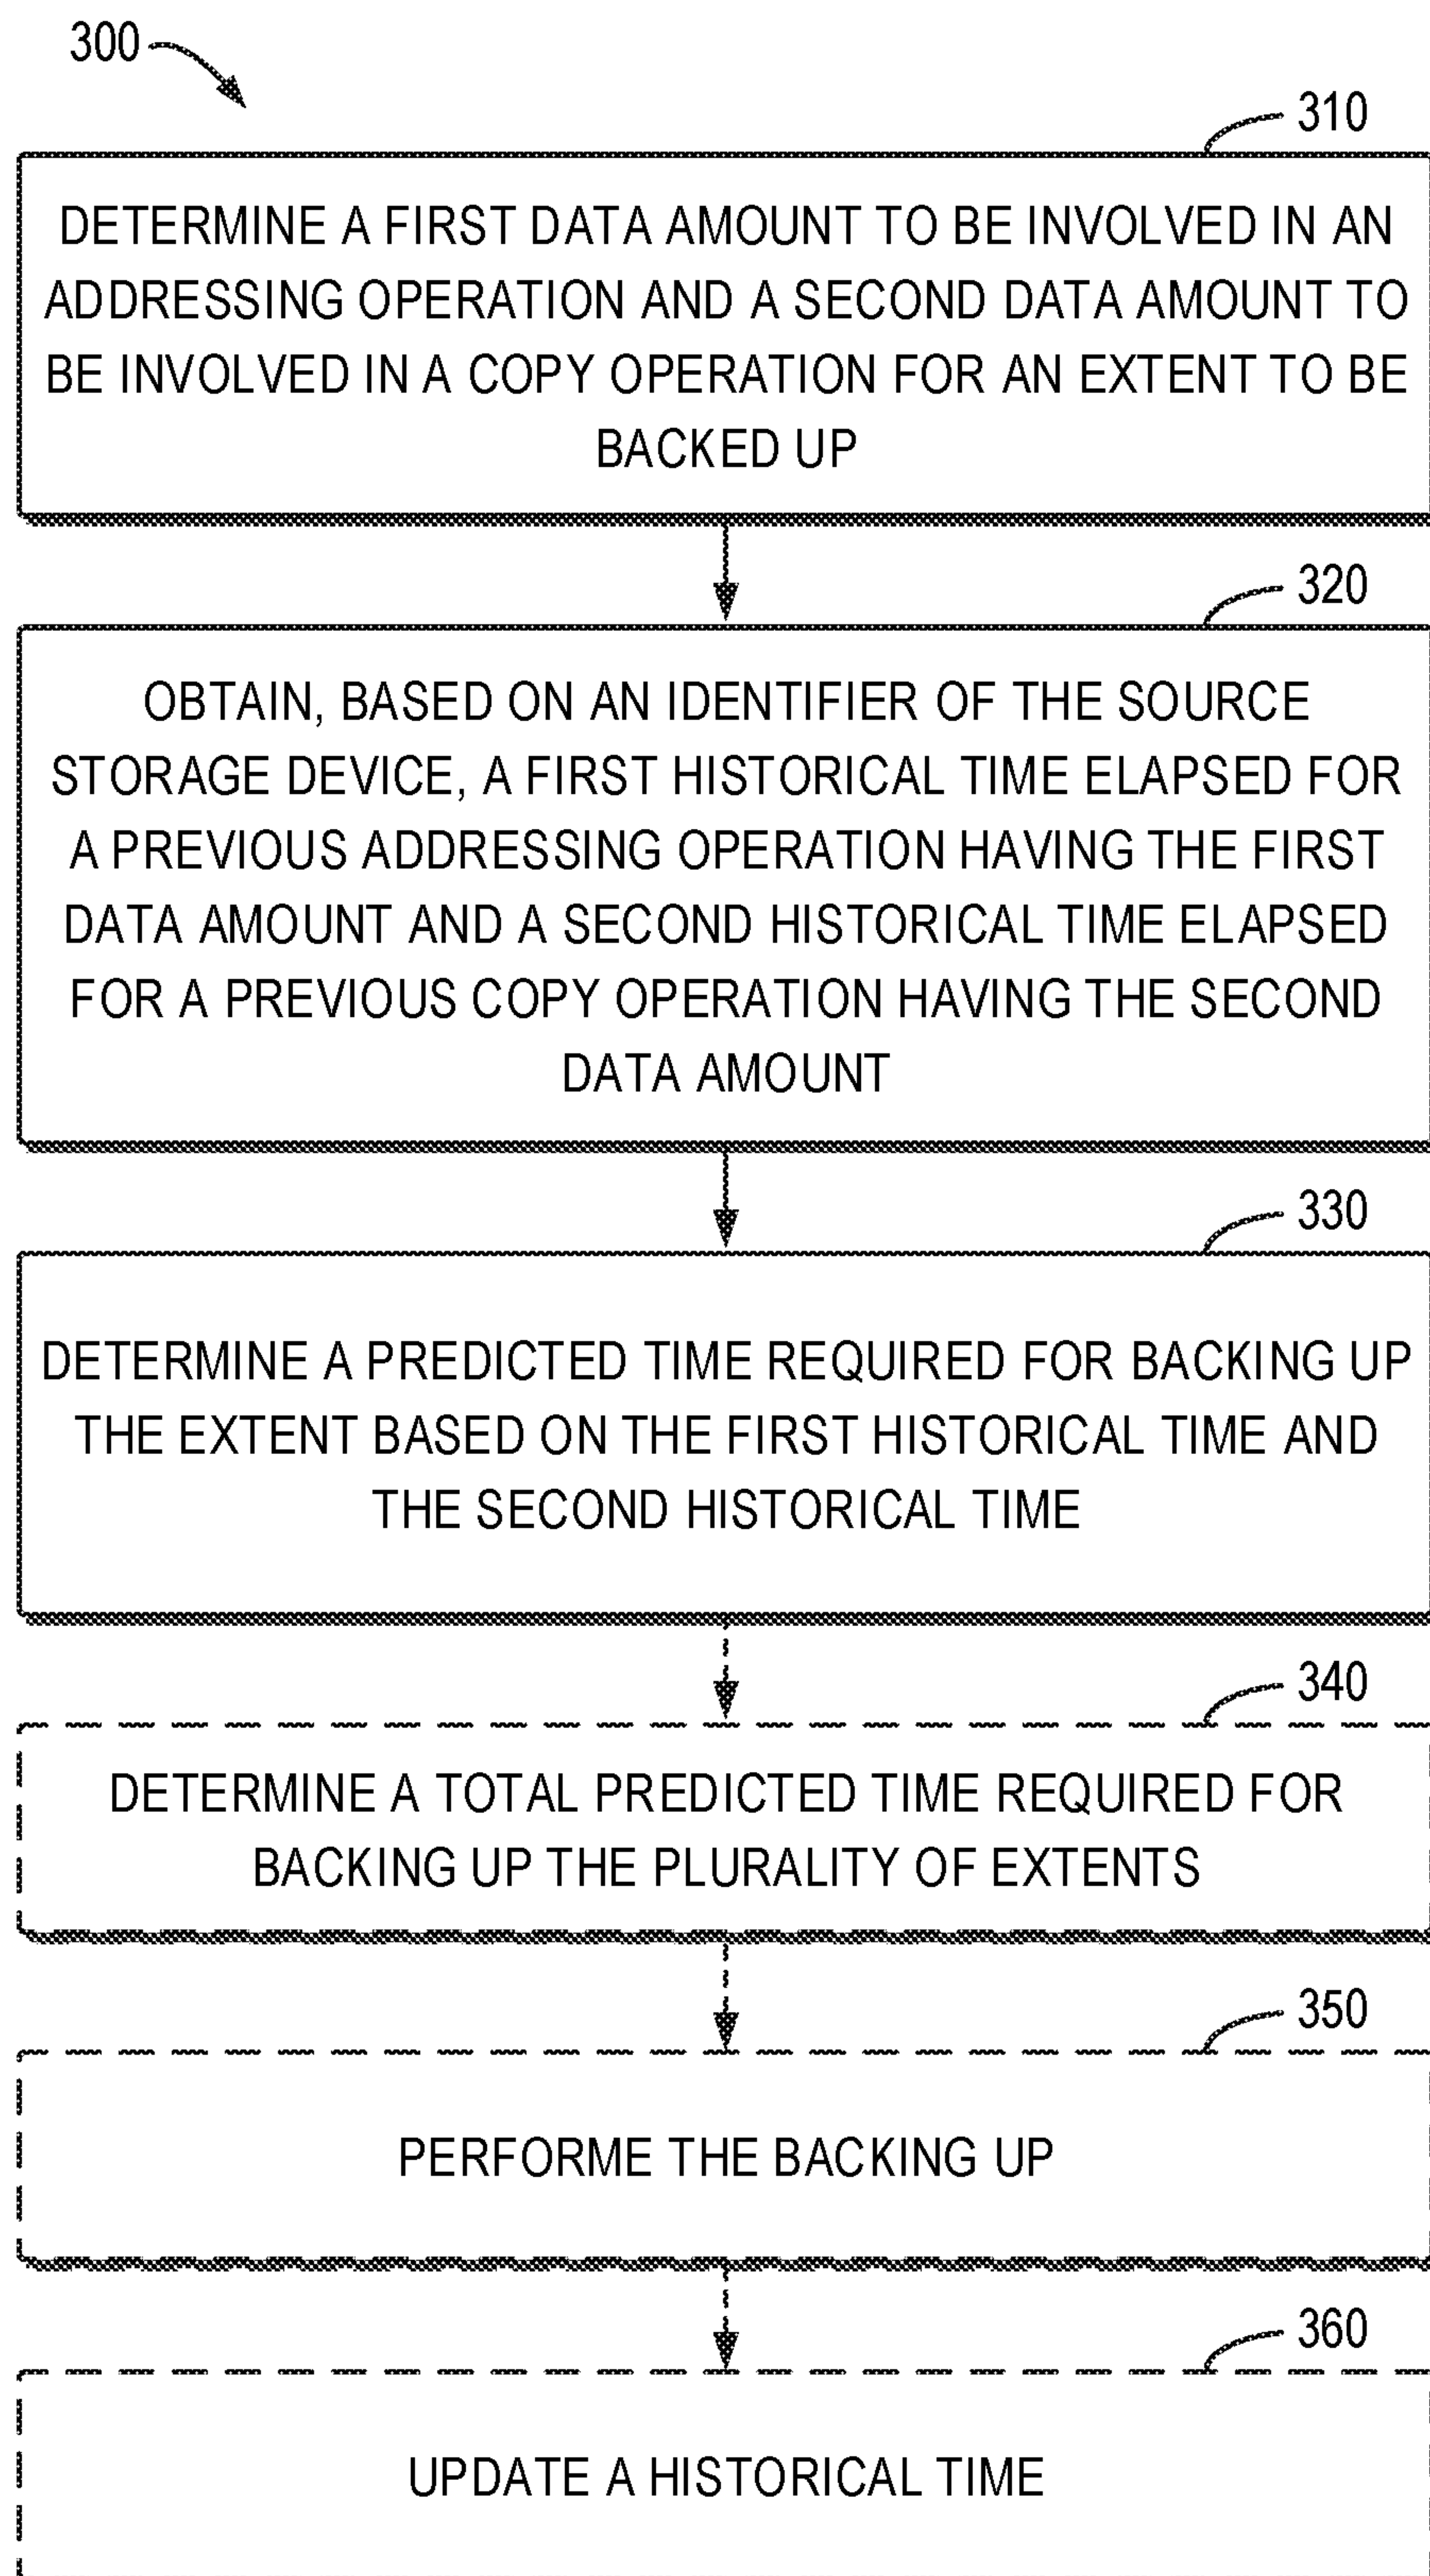 300
310
DETERMINE A FIRST DATA AMOUNT TO BE INVOLVED IN AN
ADDRESSING OPERATION AND A SECOND DATA AMOUNT TO
BE INVOLVED IN A COPY OPERATION FOR AN EXTENT TO BE
BACKED UP
320
OBTAIN, BASED ON AN IDENTIFIER OF THE SOURCE
STORAGE DEVICE, A FIRST HISTORICAL TIME ELAPSED FOR
A PREVIOUS ADDRESSING OPERATION HAVING THE FIRST
DATA AMOUNT AND A SECOND HISTORICAL TIME ELAPSED
FOR A PREVIOUS COPY OPERATION HAVING THE SECOND
DATA AMOUNT
330
DETERMINE A PREDICTED TIME REQUIRED FOR BACKING UP
THE EXTENT BASED ON THE FIRST HISTORICAL TIME AND
THE SECOND HISTORICAL TIME
340
DETERMINE A TOTAL PREDICTED TIME REQUIRED FOR
BACKING UP THE PLURALITY OF EXTENTS
350
PERFORME THE BACKING UP
360
UPDATE A HISTORICAL TIME